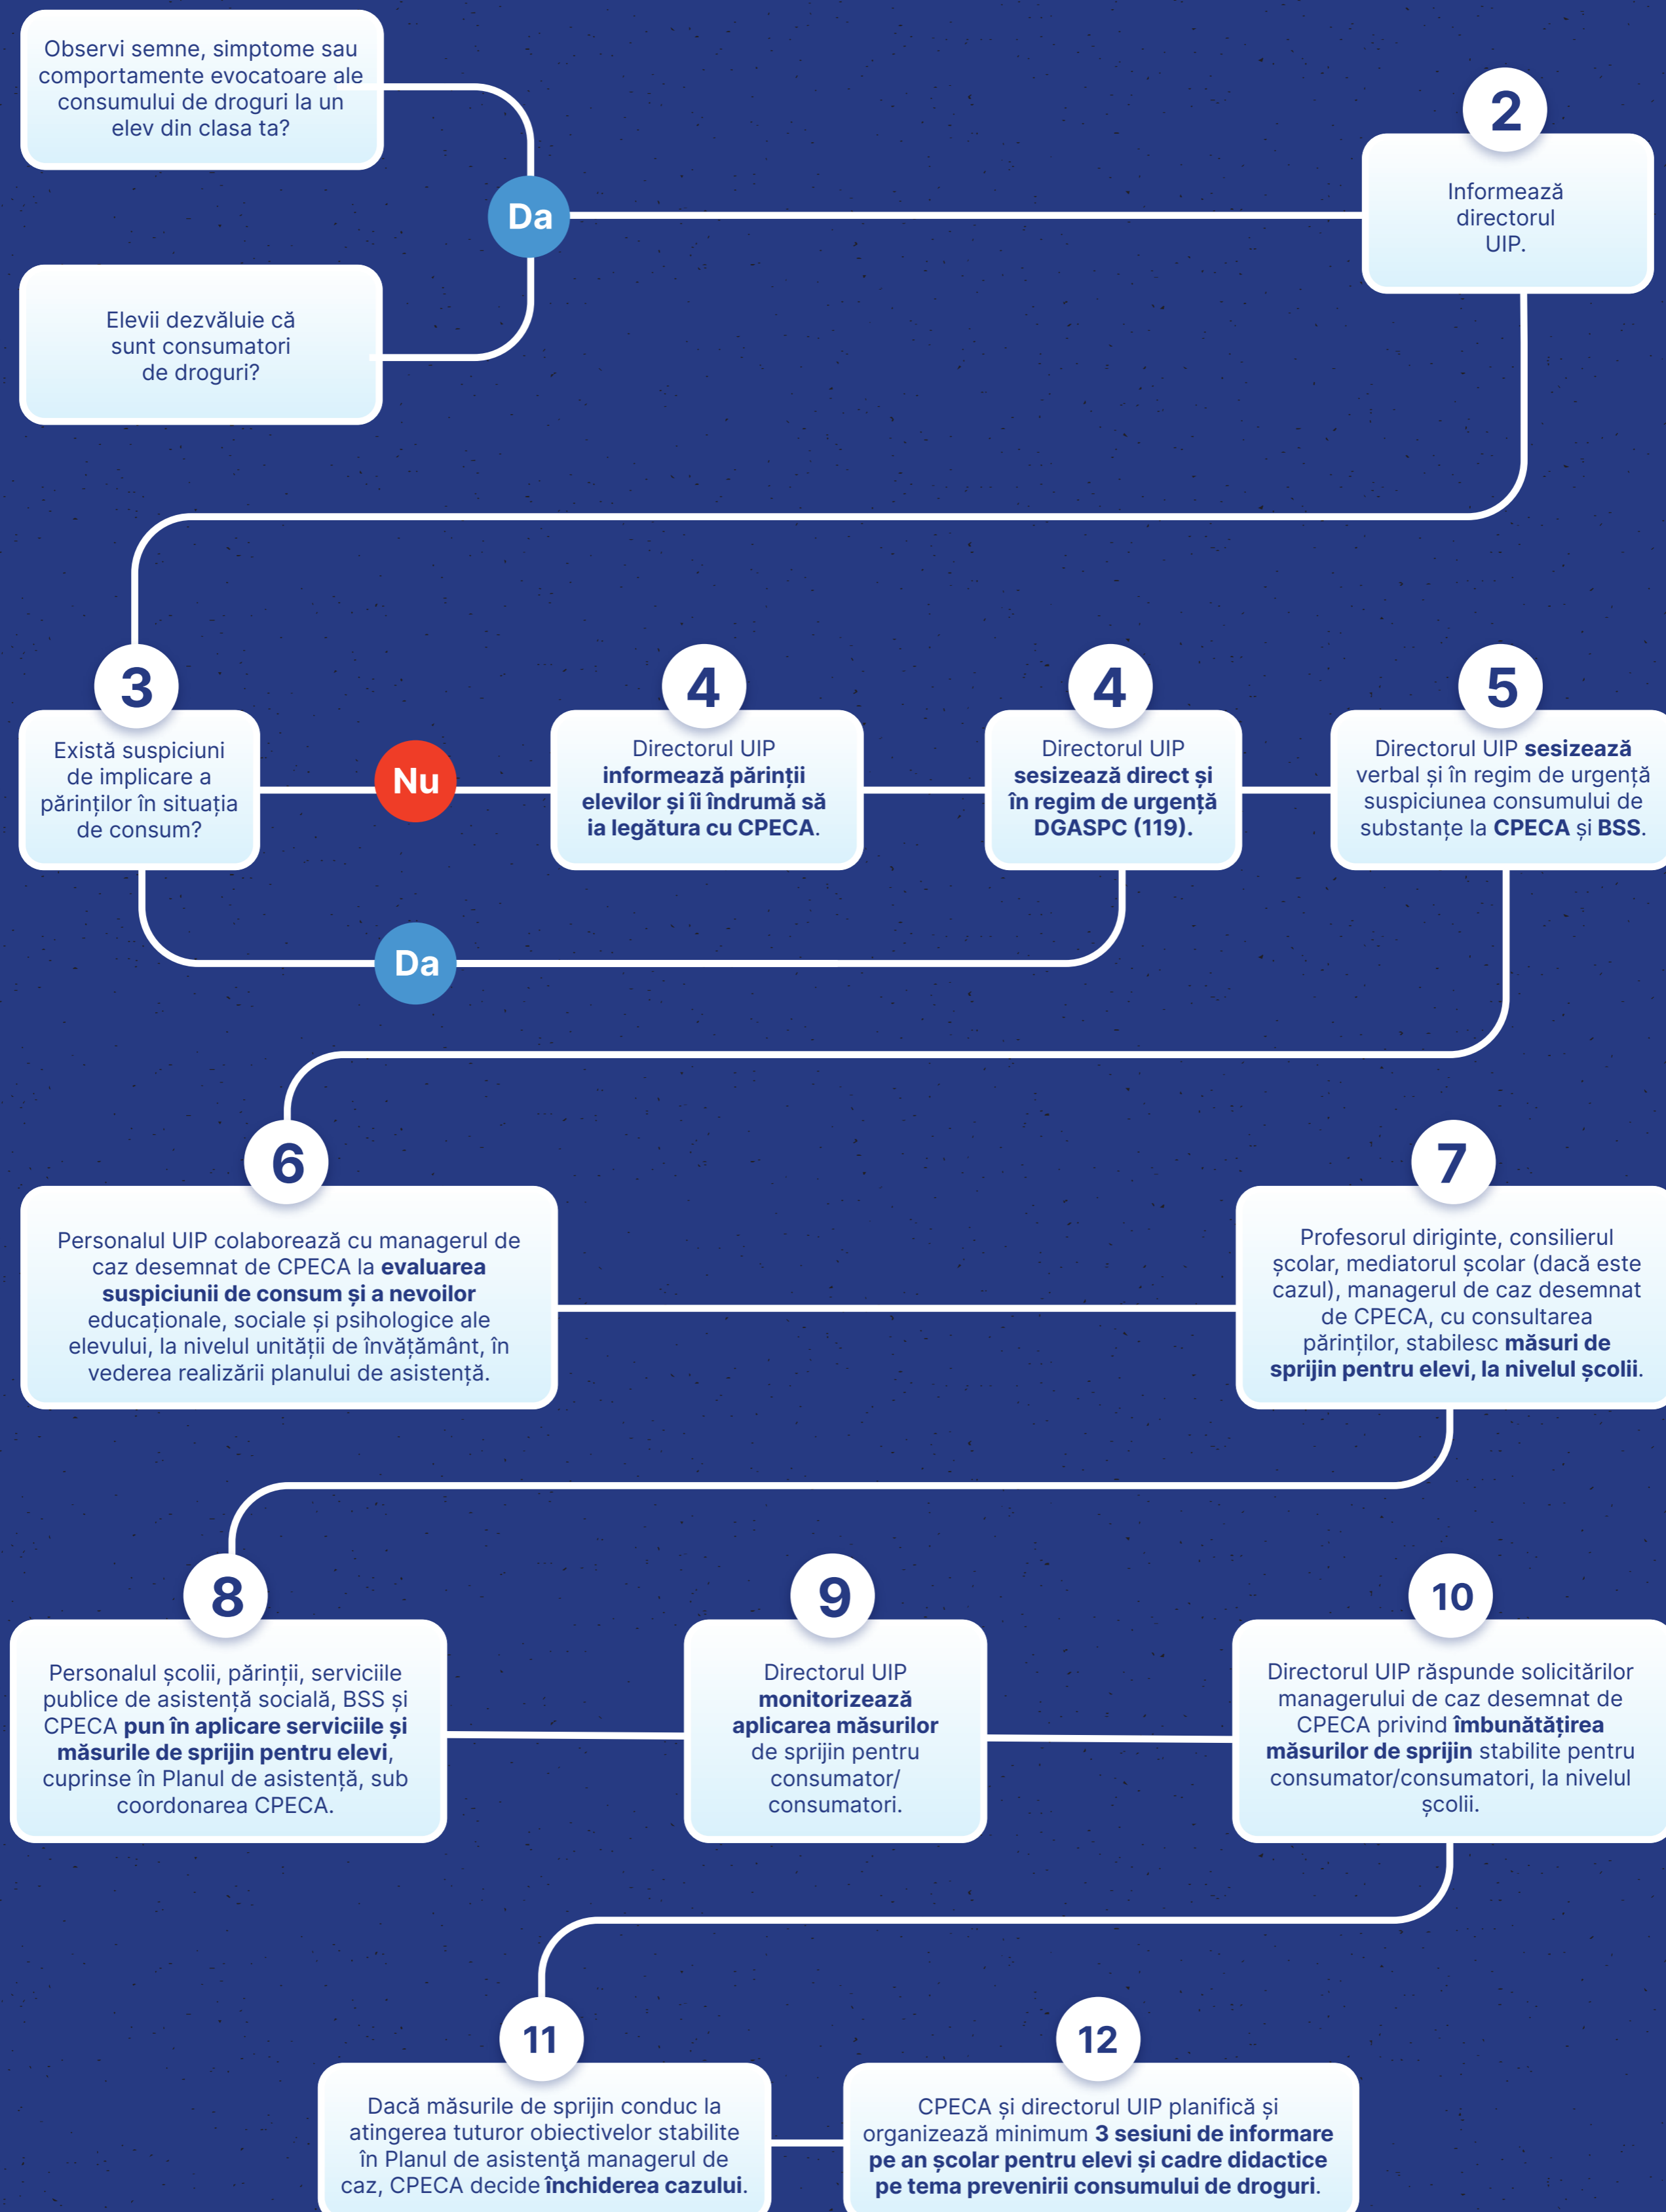 Observi semne, simptome sau
comportamente evocatoare ale
consumului de droguri la un
elev din clasa ta?
Da
Elevii dezvăluie că
sunt consumatori
de droguri?
2
Informează
directorul
UIP.
3
Există suspiciuni
de implicare a
părinților în situația
de consum?
Nu
Da
4
Directorul UIP
informează părinții
elevilor și îi îndrumă să
ia legătura cu CPECA.
4
Directorul UIP
sesizează direct și
în regim de urgență
DGASPC (119).
5
Directorul UIP sesizează
verbal și în regim de urgență
suspiciunea consumului de
substanțe la CPECA și BSS.
6
Personalul UIP colaborează cu managerul de
caz desemnat de CPECA la evaluarea
suspiciunii de consum și a nevoilor
educaționale, sociale și psihologice ale
elevului, la nivelul unității de învățământ, în
vederea realizării planului de asistență.
7
Profesorul diriginte, consilierul
școlar, mediatorul școlar (dacă este
cazul), managerul de caz desemnat
de CPECA, cu consultarea
părinților, stabilesc măsuri de
sprijin pentru elevi, la nivelul școlii.
8
Personalul școlii, părinții, serviciile
publice de asistență socială, BSS și
CPECA pun în aplicare serviciile și
măsurile de sprijin pentru elevi,
cuprinse în Planul de asistență, sub
coordonarea CPECA.
9
Directorul UIP
monitorizează
aplicarea măsurilor
de sprijin pentru
consumator/
consumatori.
10
Directorul UIP răspunde solicitărilor
managerului de caz desemnat de
CPECA privind îmbunătățirea
măsurilor de sprijin stabilite pentru
consumator/consumatori, la nivelul
școlii.
11
Dacă măsurile de sprijin conduc la
atingerea tuturor obiectivelor stabilite
în Planul de asistenţă managerul de
caz, CPECA decide închiderea cazului.
12
CPECA și directorul UIP planifică și
organizează minimum 3 sesiuni de informare
pe an școlar pentru elevi și cadre didactice
pe tema prevenirii consumului de droguri.